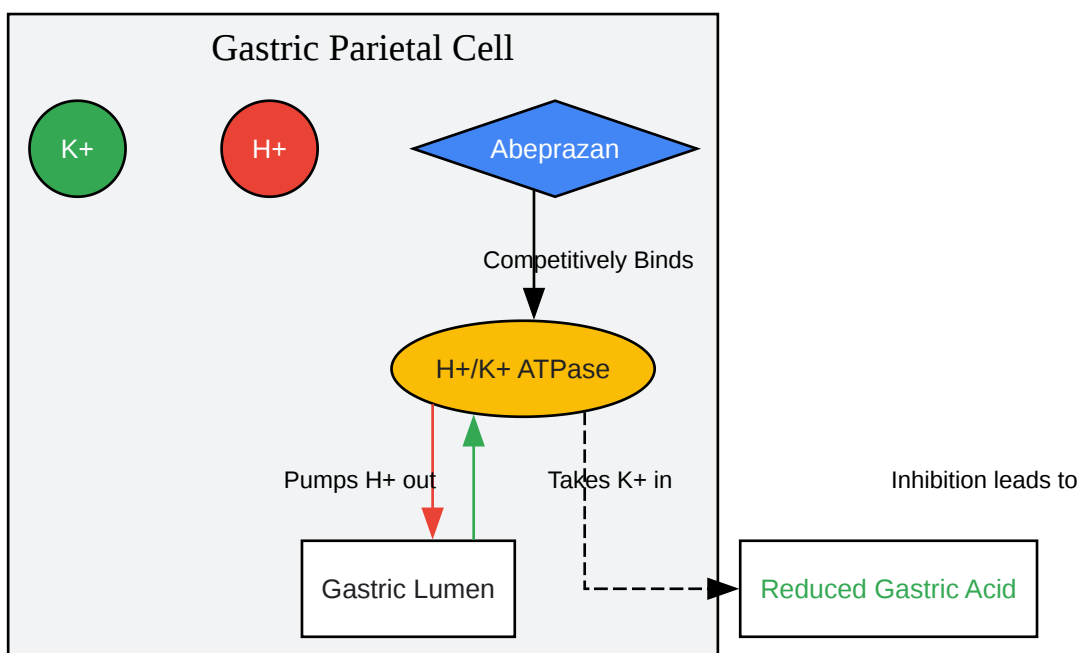 Gastric Parietal Cell
K+
H+
Abeprazan
Competitively Binds
H+/K+ ATPase
Pumps H+ out
Takes K+ in
Inhibition leads to
Gastric Lumen
Reduced Gastric Acid